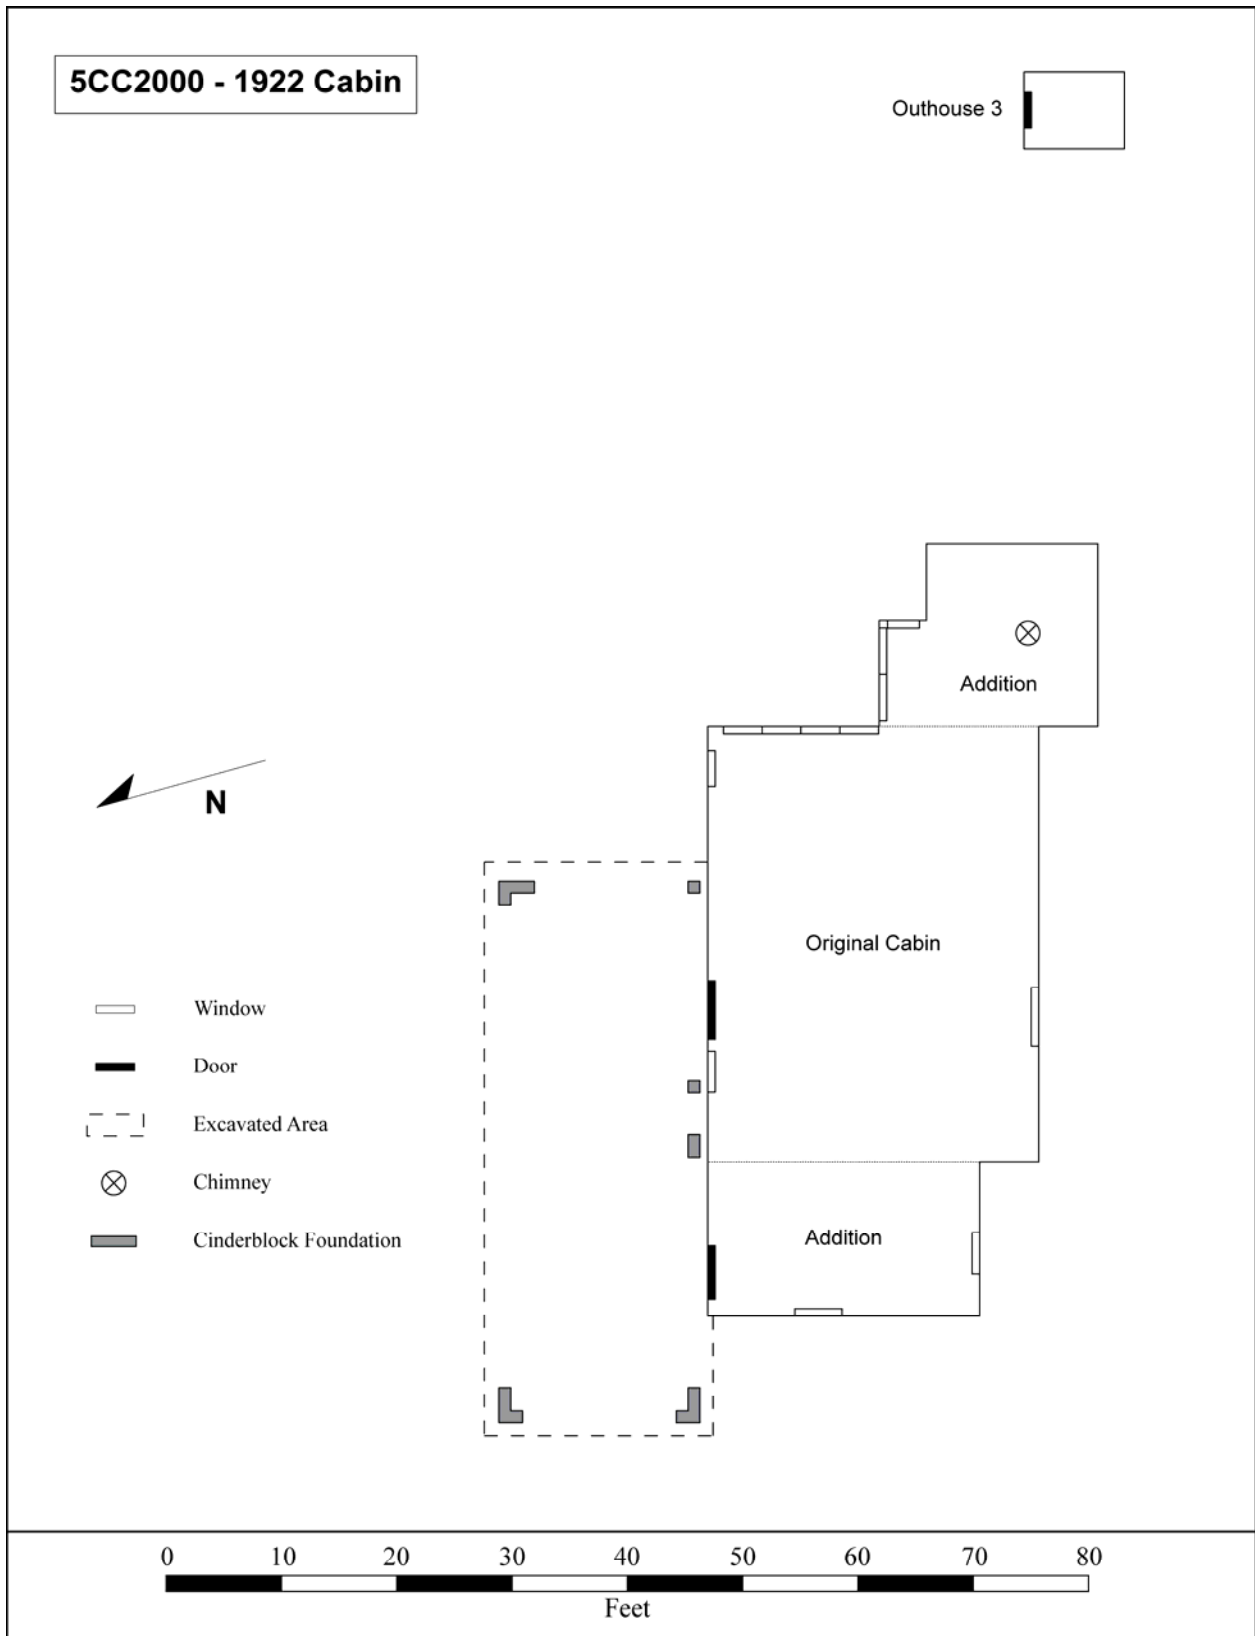 5CC2000 - 1922 Cabin
Outhouse 3
Addition
N
Original Cabin
Window
Door
Excavated Area
Chimney
Cinderblock Foundation
Addition
0 10 20 30 40 50 60 70 80
Feet